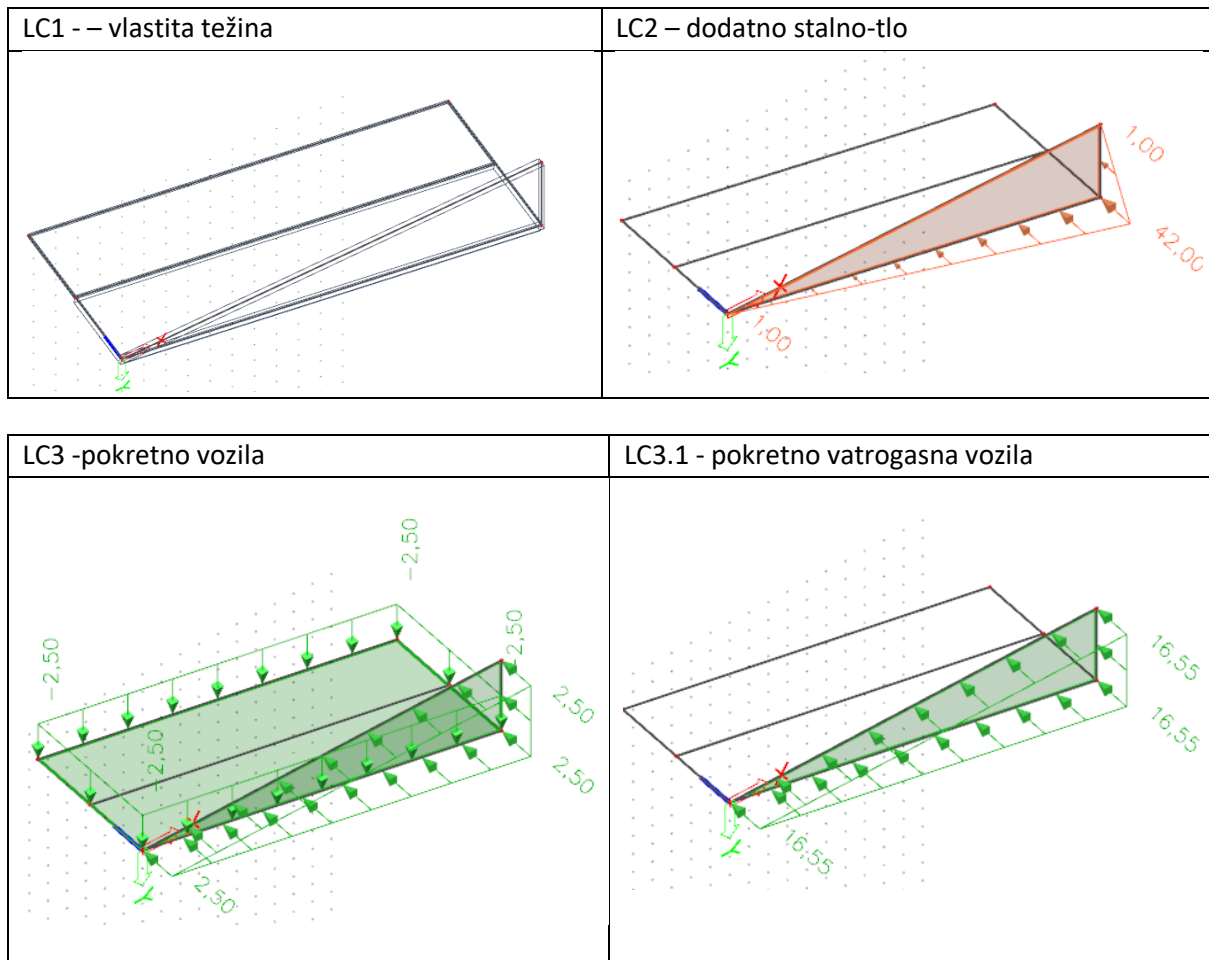 LC1 - – vlastita težina
LC2 – dodatno stalno-tlo
Y
X
1,00
42,00
1,00
X
Y
LC3 -pokretno vozila
LC3.1 - pokretno vatrogasna vozila
-2,50
-2,50
-2,50
-2,50
2,50
2,50
2,50
X
Y
16,55
16,55
16,55
X
Y